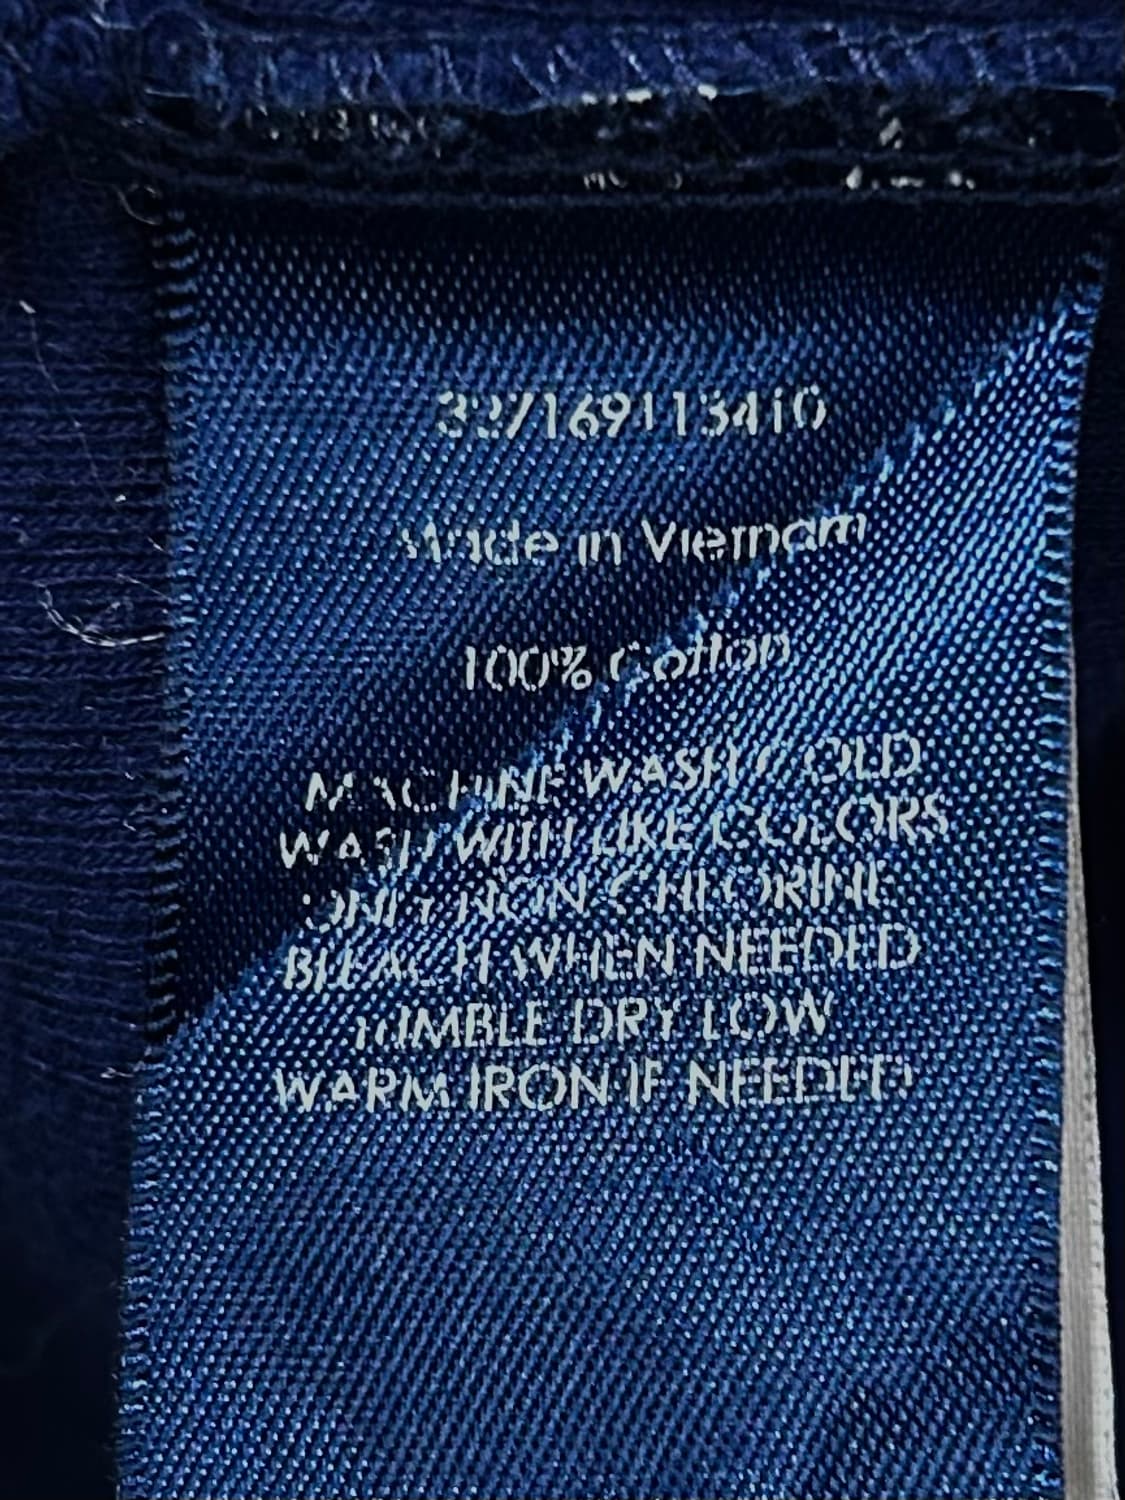 327169113410
Made in Vietnam
100% Cotton
MACHINE WASH COLD
WASH WITH LIKE COLORS
ONLY NON CHLORINE
BLEACH WHEN NEEDED
TUMBLE DRY LOW
WARM IRON IF NEEDED